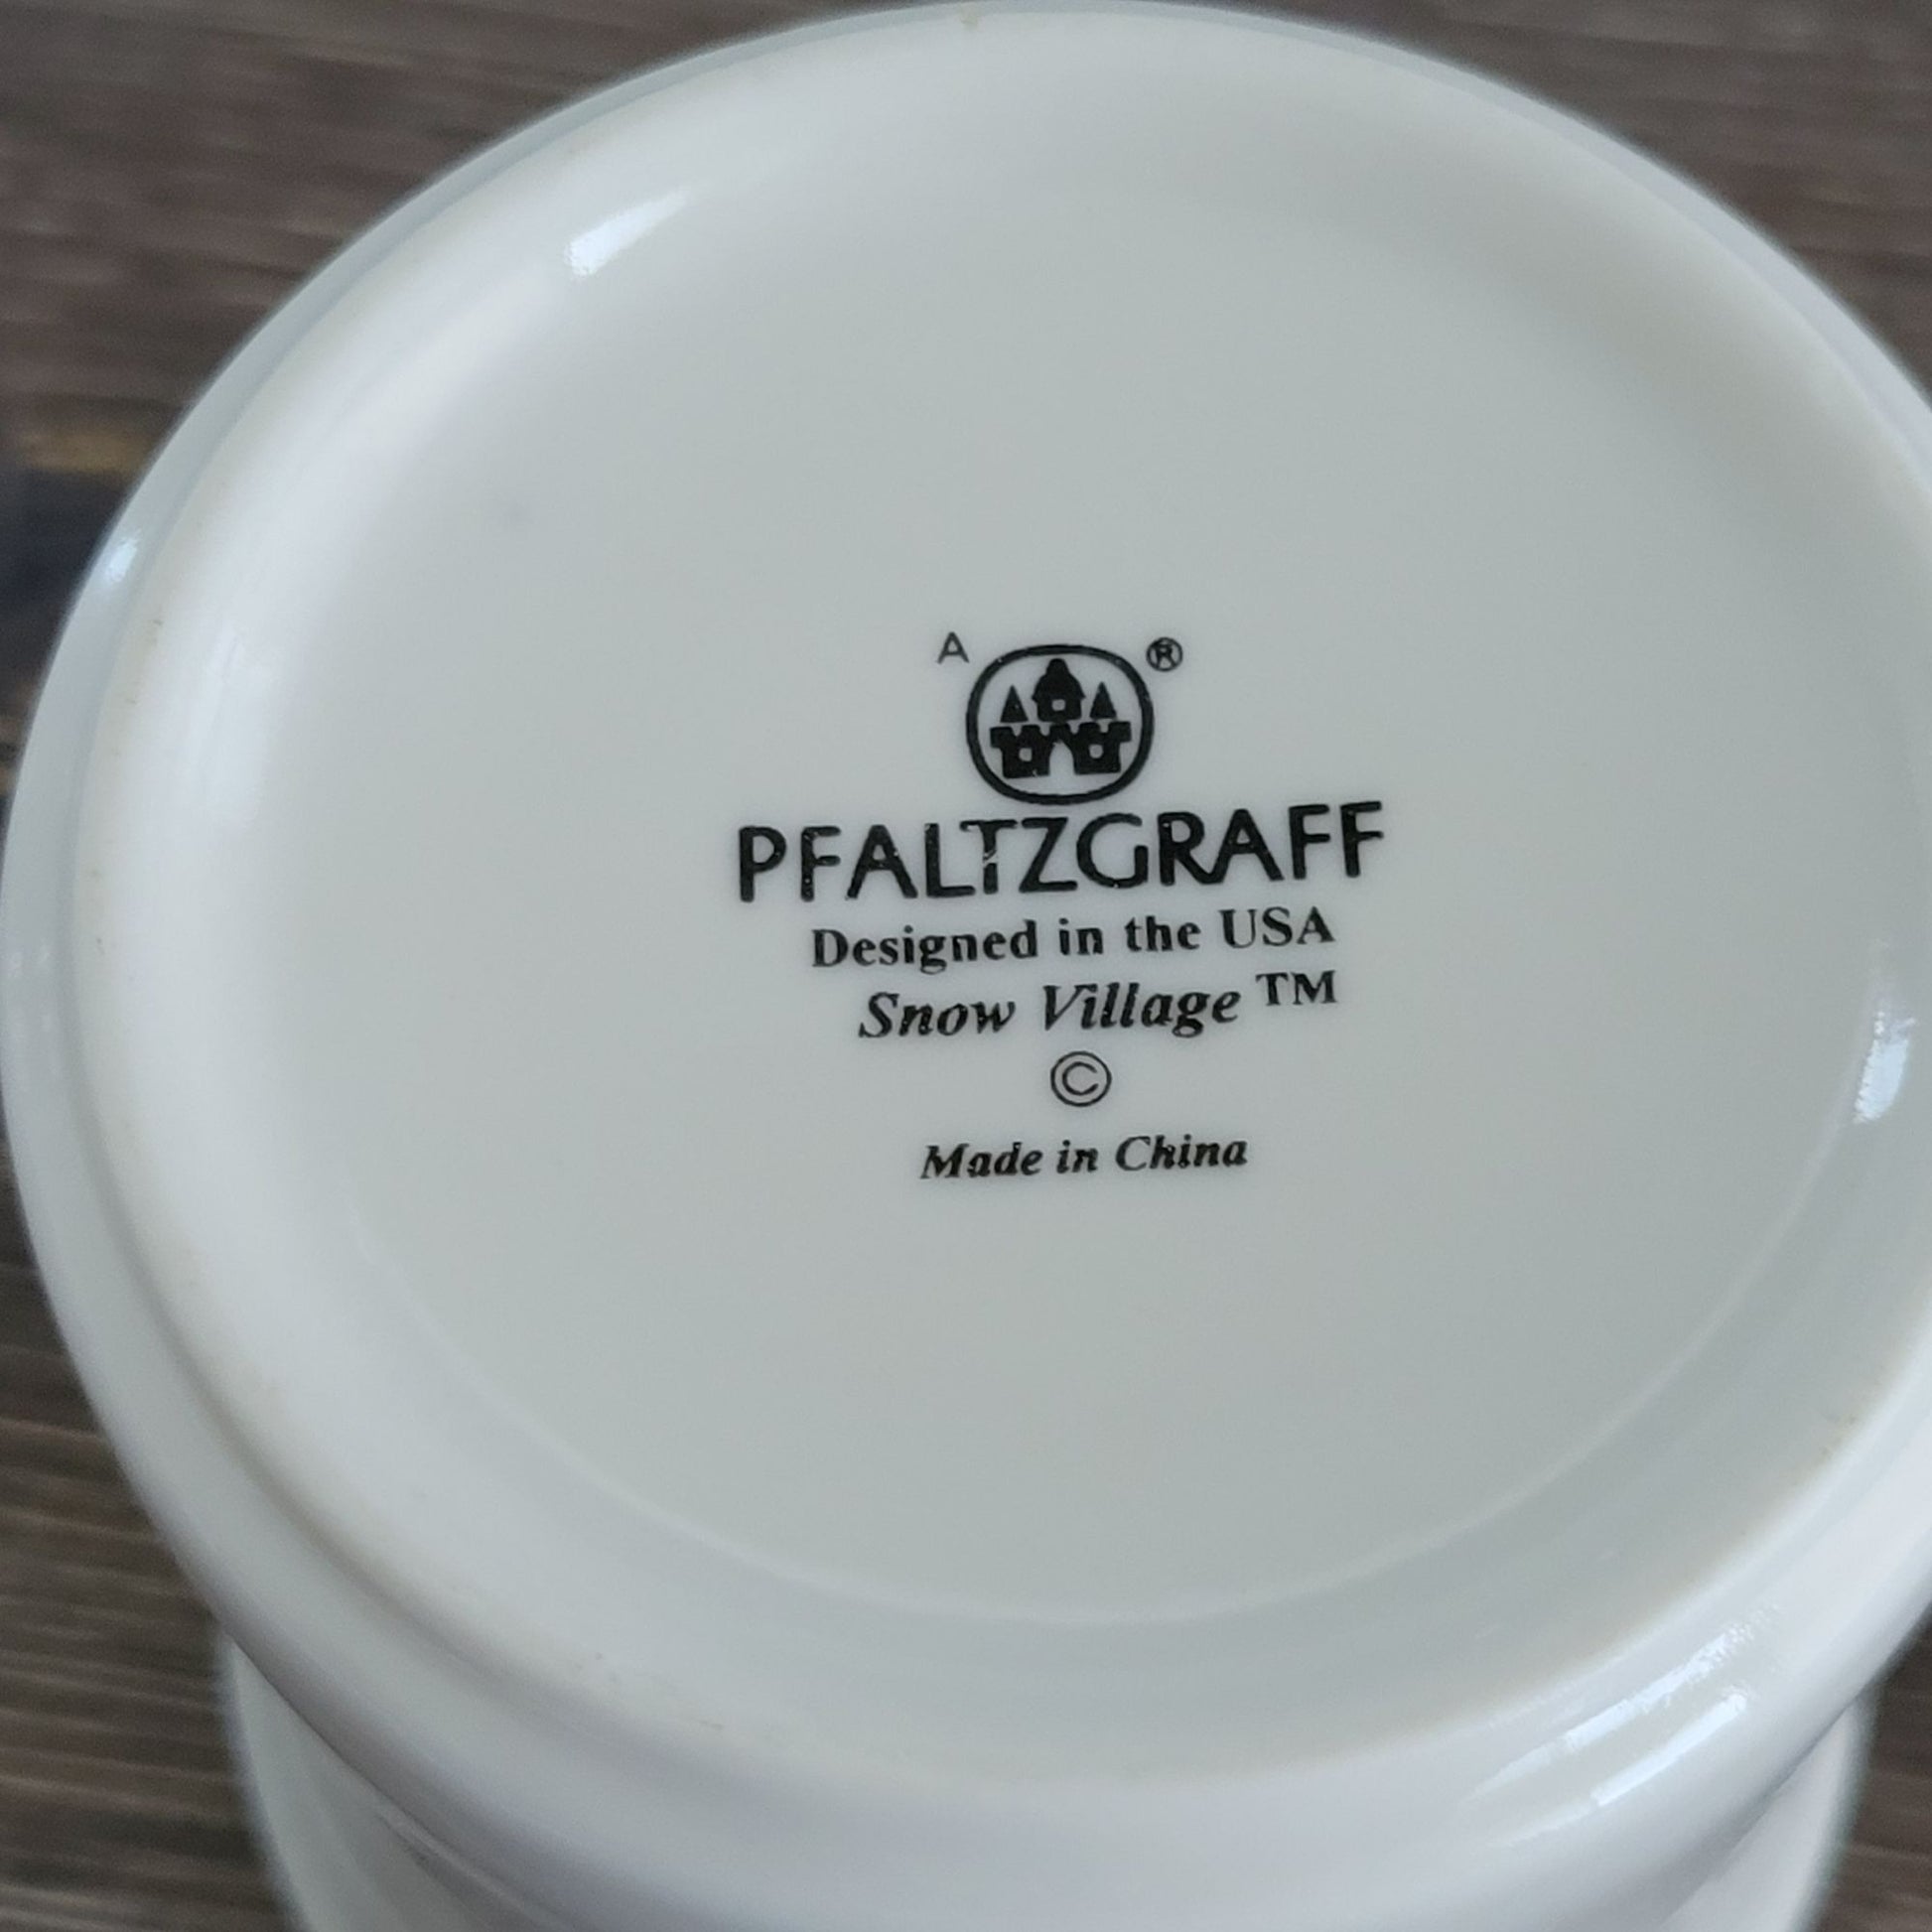 A ®
PFALTZGRAFF
Designed in the USA
Snow Village ™
©
Made in China